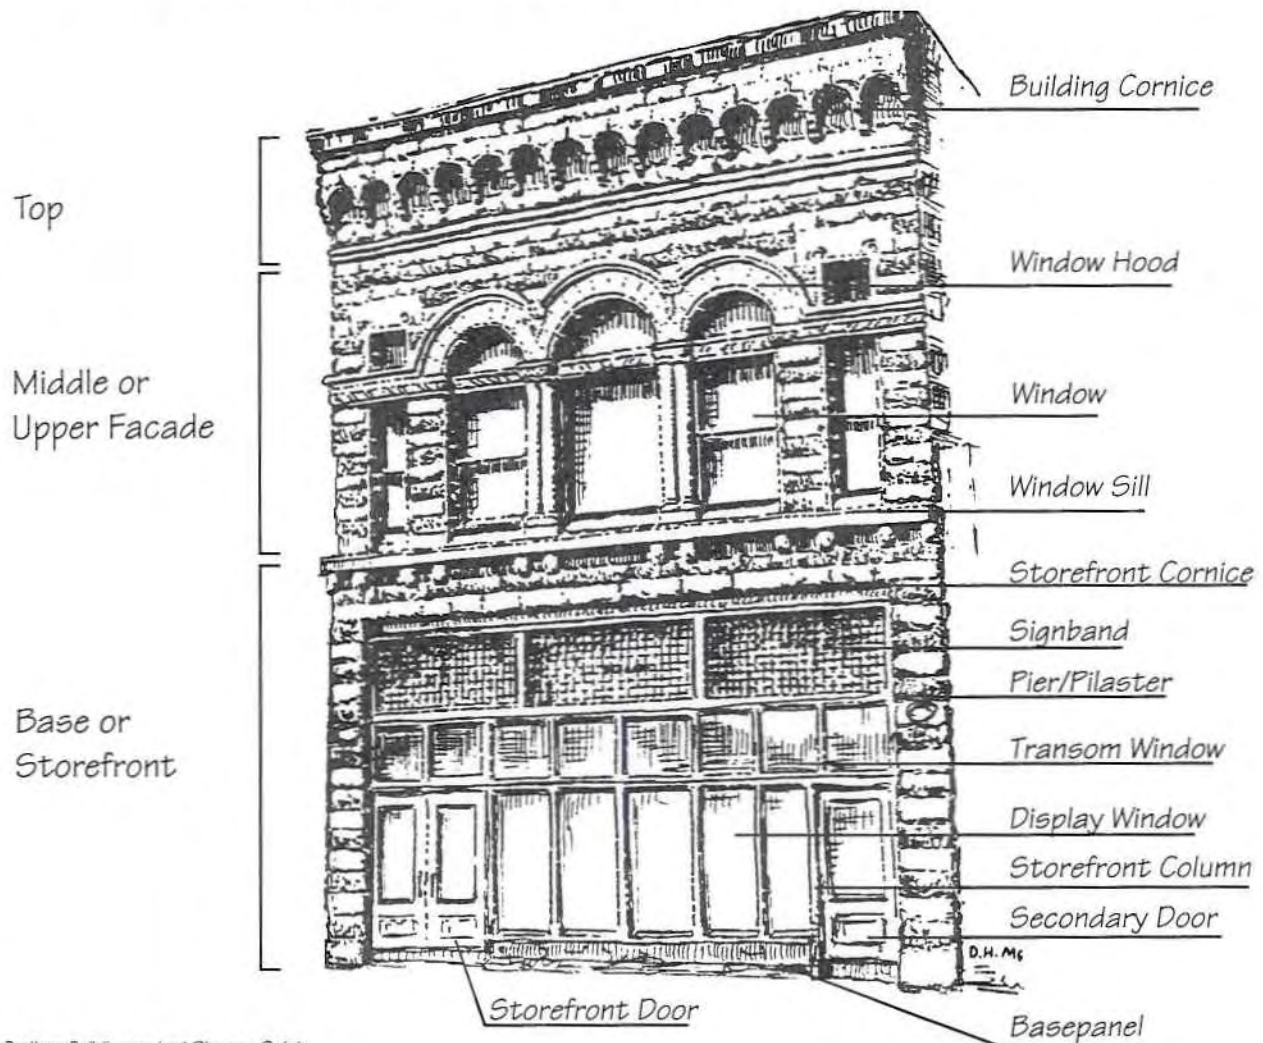 Building Cornice
Top
Window Hood
Middle or
Upper Facade
Window
Window Sill
Storefront Cornice
Signband
Pier/Pilaster
Base or
Storefront
Transom Window
Display Window
Storefront Column
Secondary Door
D.H. Mc
Storefront Door
Basepanel